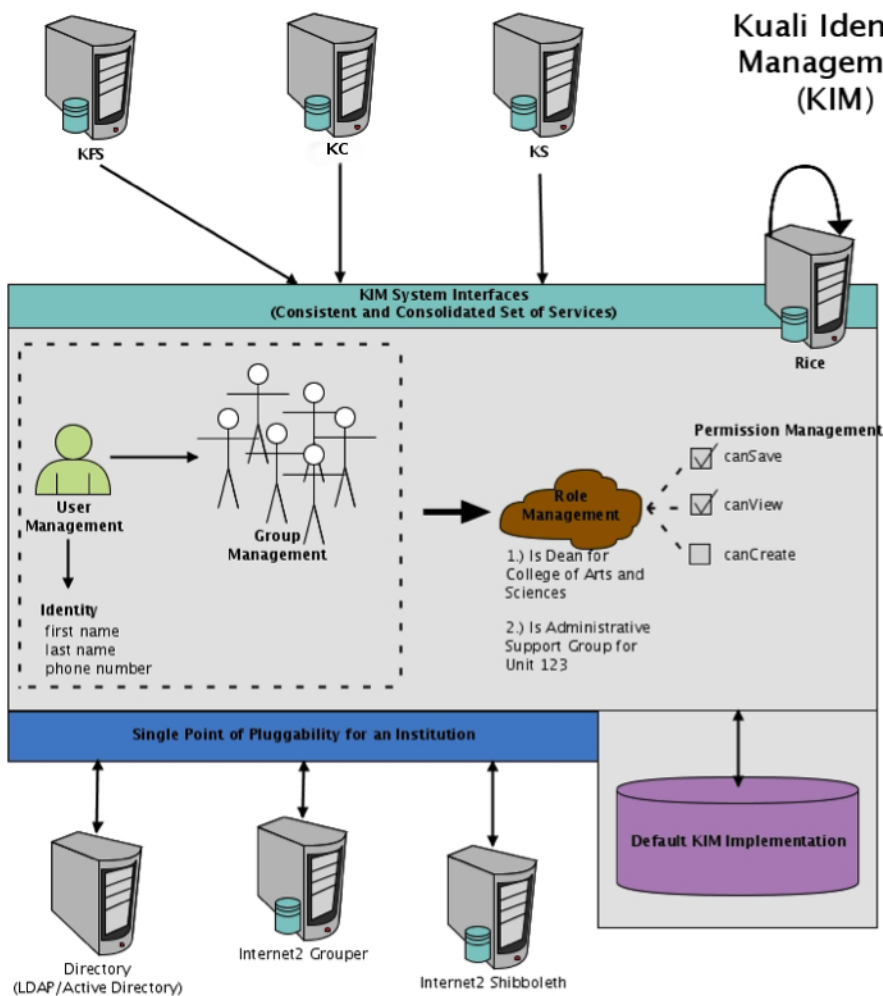 Kuali Iden
Managem
(KIM)
KFS
KC
KS
Rice
KIM System Interfaces
(Consistent and Consolidated Set of Services)
User
Management
Group
Management
Identity
first name
last name
phone number
Role
Management
1.) Is Dean for
College of Arts and
Sciences
2.) Is Administrative
Support Group for
Unit 123
Permission Management
canSave
canView
canCreate
Single Point of Pluggability for an Institution
Default KIM Implementation
Directory
(LDAP/Active Directory)
Internet2 Grouper
Internet2 Shibboleth